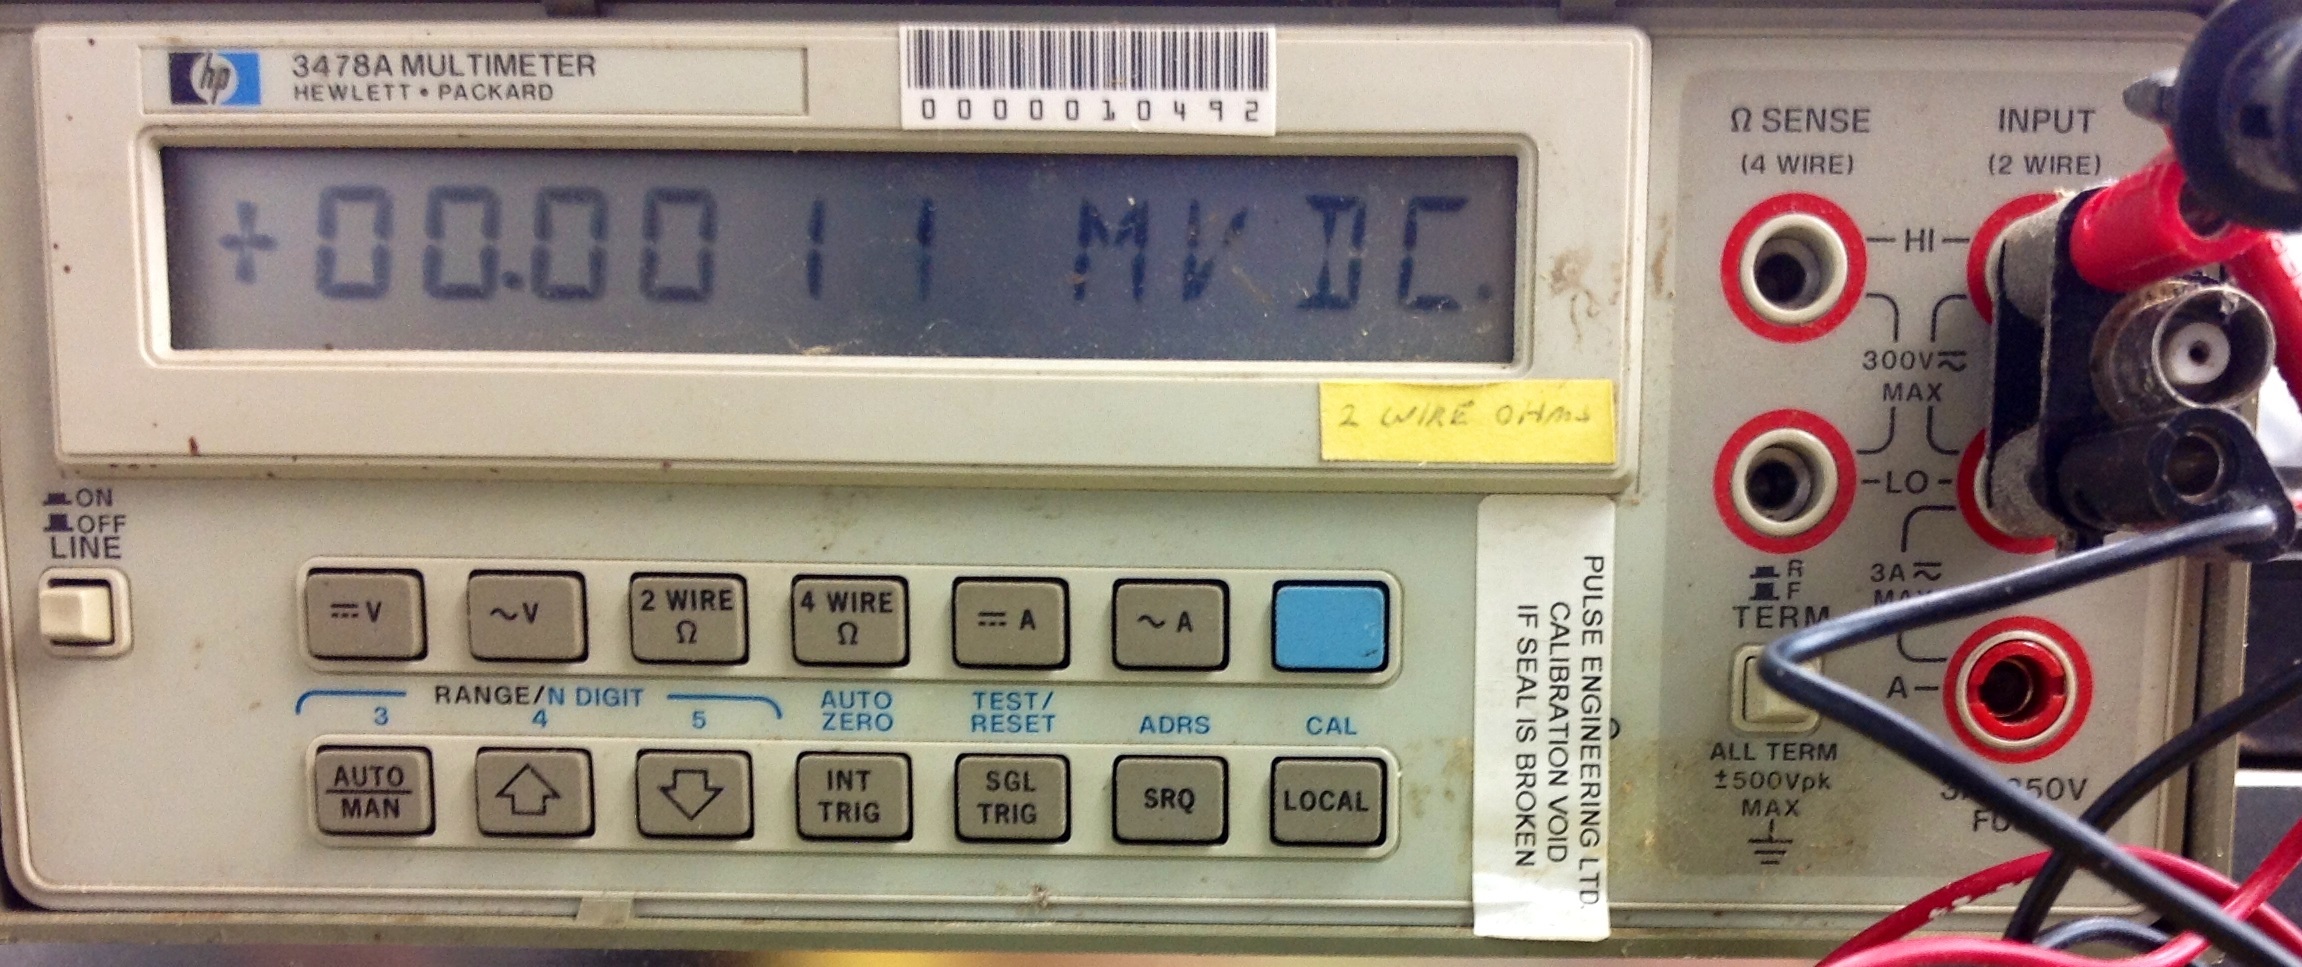 hp
3478A MULTIMETER
HEWLETT • PACKARD
0000010492
+00.0011 MV DC
2 WIRE OHMS
Ω SENSE
(4 WIRE)
INPUT
(2 WIRE)
HI
300V⎓~
MAX
LO
3A⎓~
R
F
TERM
A
ALL TERM
±500Vpk
MAX
ON
OFF
LINE
⎓V
~V
2 WIRE
Ω
4 WIRE
Ω
⎓ A
~ A
RANGE/N DIGIT
3
4
5
AUTO
ZERO
TEST/
RESET
ADRS
CAL
AUTO
MAN
INT
TRIG
SGL
TRIG
SRQ
LOCAL
PULSE ENGINEERING LTD.
CALIBRATION VOID
IF SEAL IS BROKEN